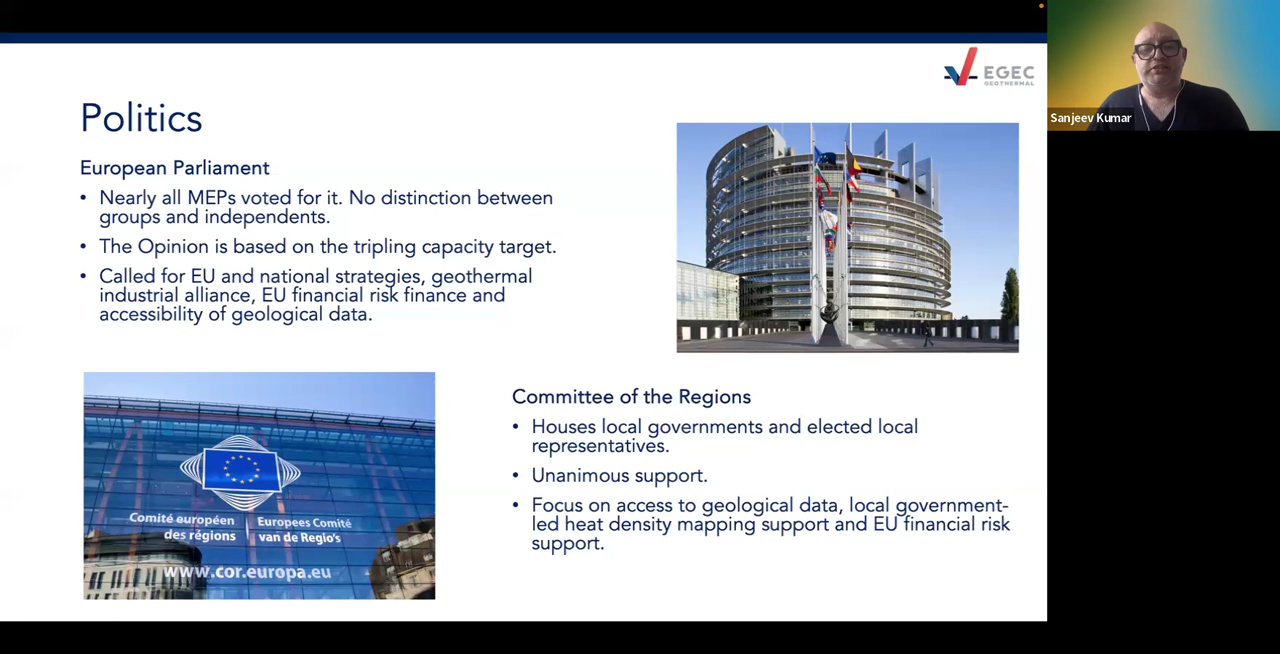 EGEC
GEOTHERMAL
Sanjeev Kumar
Politics
European Parliament
• Nearly all MEPs voted for it. No distinction between
groups and independents.
• The Opinion is based on the tripling capacity target.
• Called for EU and national strategies, geothermal
industrial alliance, EU financial risk finance and
accessibility of geological data.
Comité européen
des régions
Europees Comité
van de Regio's
www.cor.europa.eu
Committee of the Regions
• Houses local governments and elected local
representatives.
• Unanimous support.
• Focus on access to geological data, local government-
led heat density mapping support and EU financial risk
support.